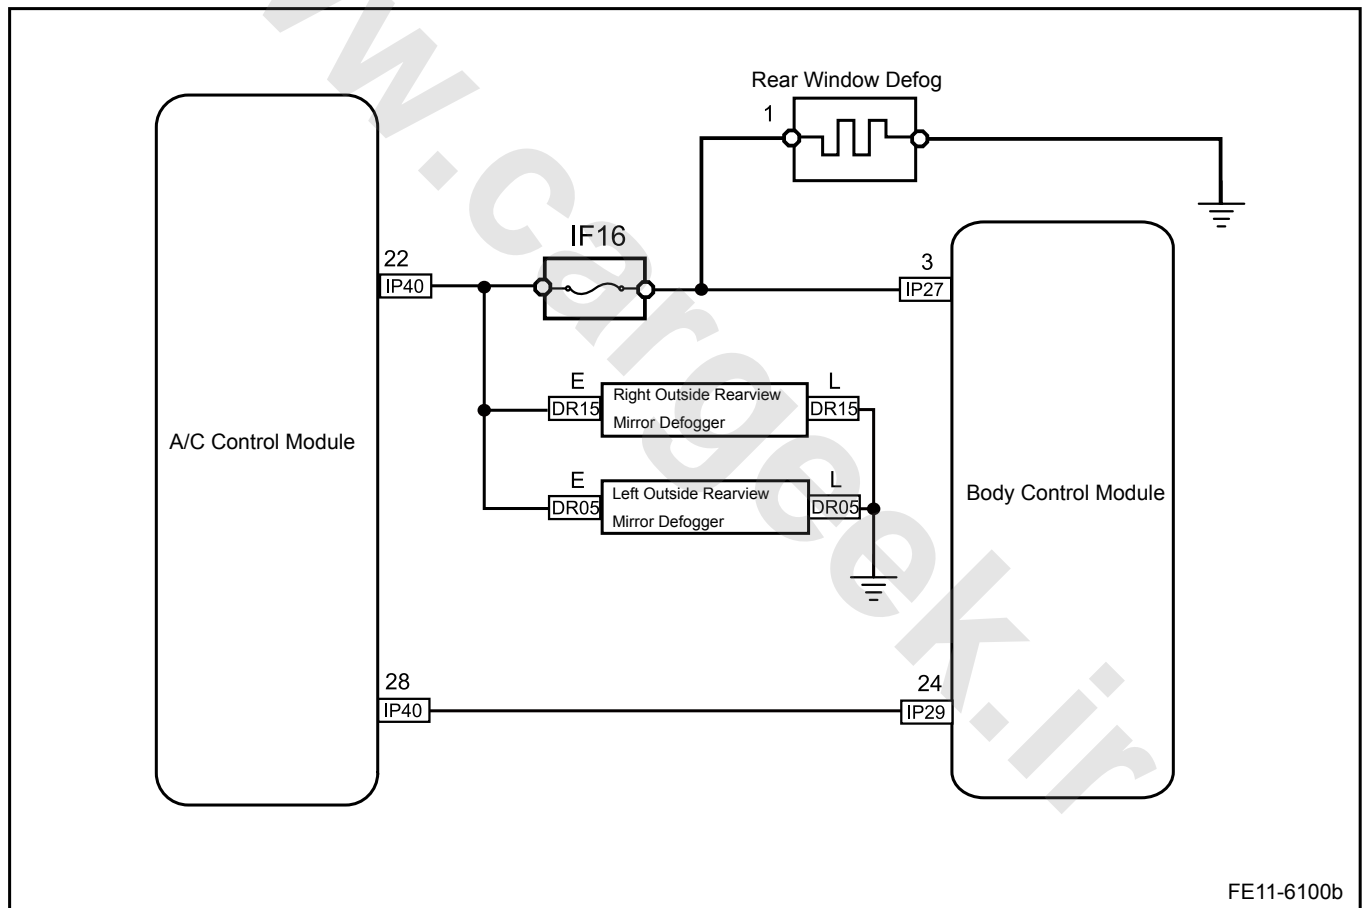 Rear Window Defog
1
IF16
22
IP40
3
IP27
E
DR15
Right Outside Rearview
Mirror Defogger
L
DR15
A/C Control Module
E
DR05
Left Outside Rearview
Mirror Defogger
L
DR05
Body Control Module
28
IP40
24
IP29
FE11-6100b
w.cargeek.ir